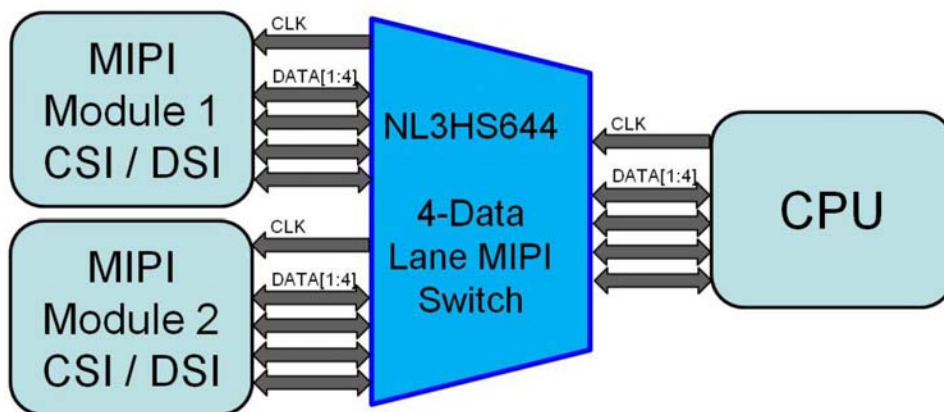 MIPI
Module 1
CSI / DSI
CLK
DATA[1:4]
MIPI
Module 2
CSI / DSI
CLK
DATA[1:4]
NL3HS644
4-Data
Lane MIPI
Switch
CLK
DATA[1:4]
CPU